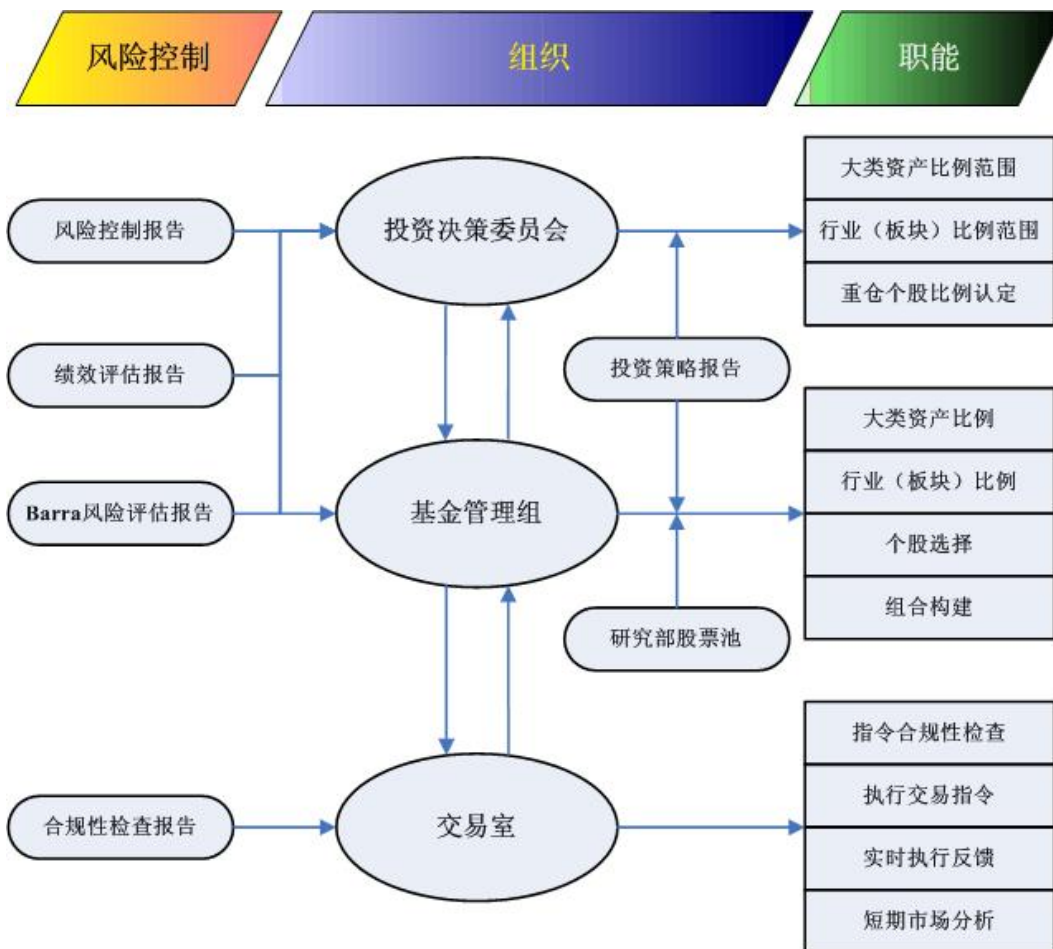 风险控制
组织
职能
风险控制报告
绩效评估报告
Barra风险评估报告
合规性检查报告
投资决策委员会
基金管理组
交易室
投资策略报告
研究部股票池
大类资产比例范围
行业（板块）比例范围
重仓个股比例认定
大类资产比例
行业（板块）比例
个股选择
组合构建
指令合规性检查
执行交易指令
实时执行反馈
短期市场分析